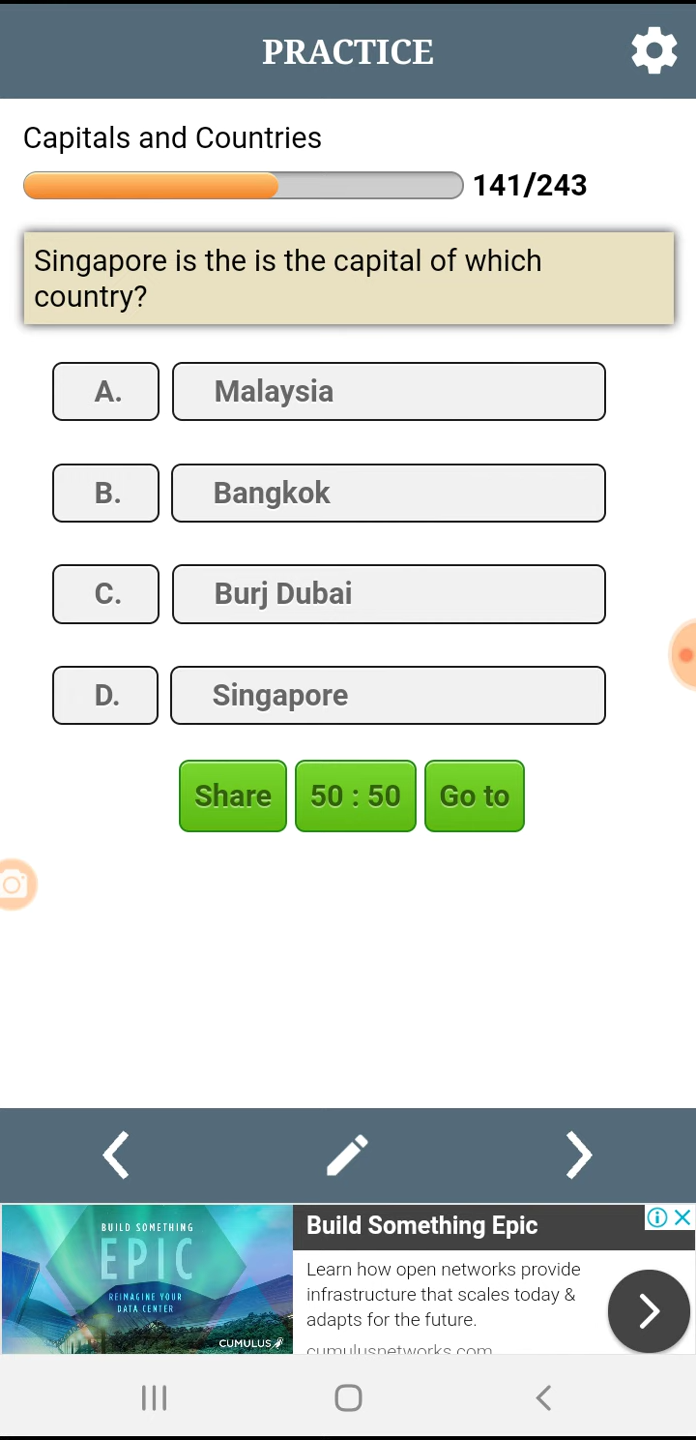 PRACTICE
Capitals and Countries
141/243
Singapore is the is the capital of which
country?
A. Malaysia
B. Bangkok
C. Burj Dubai
D. Singapore
Share 50 : 50 Go to
BUILD SOMETHING
EPIC
REIMAGINE YOUR
DATA CENTER
CUMULUS
Build Something Epic
Learn how open networks provide
infrastructure that scales today &
adapts for the future.
cumulusnetworks.com